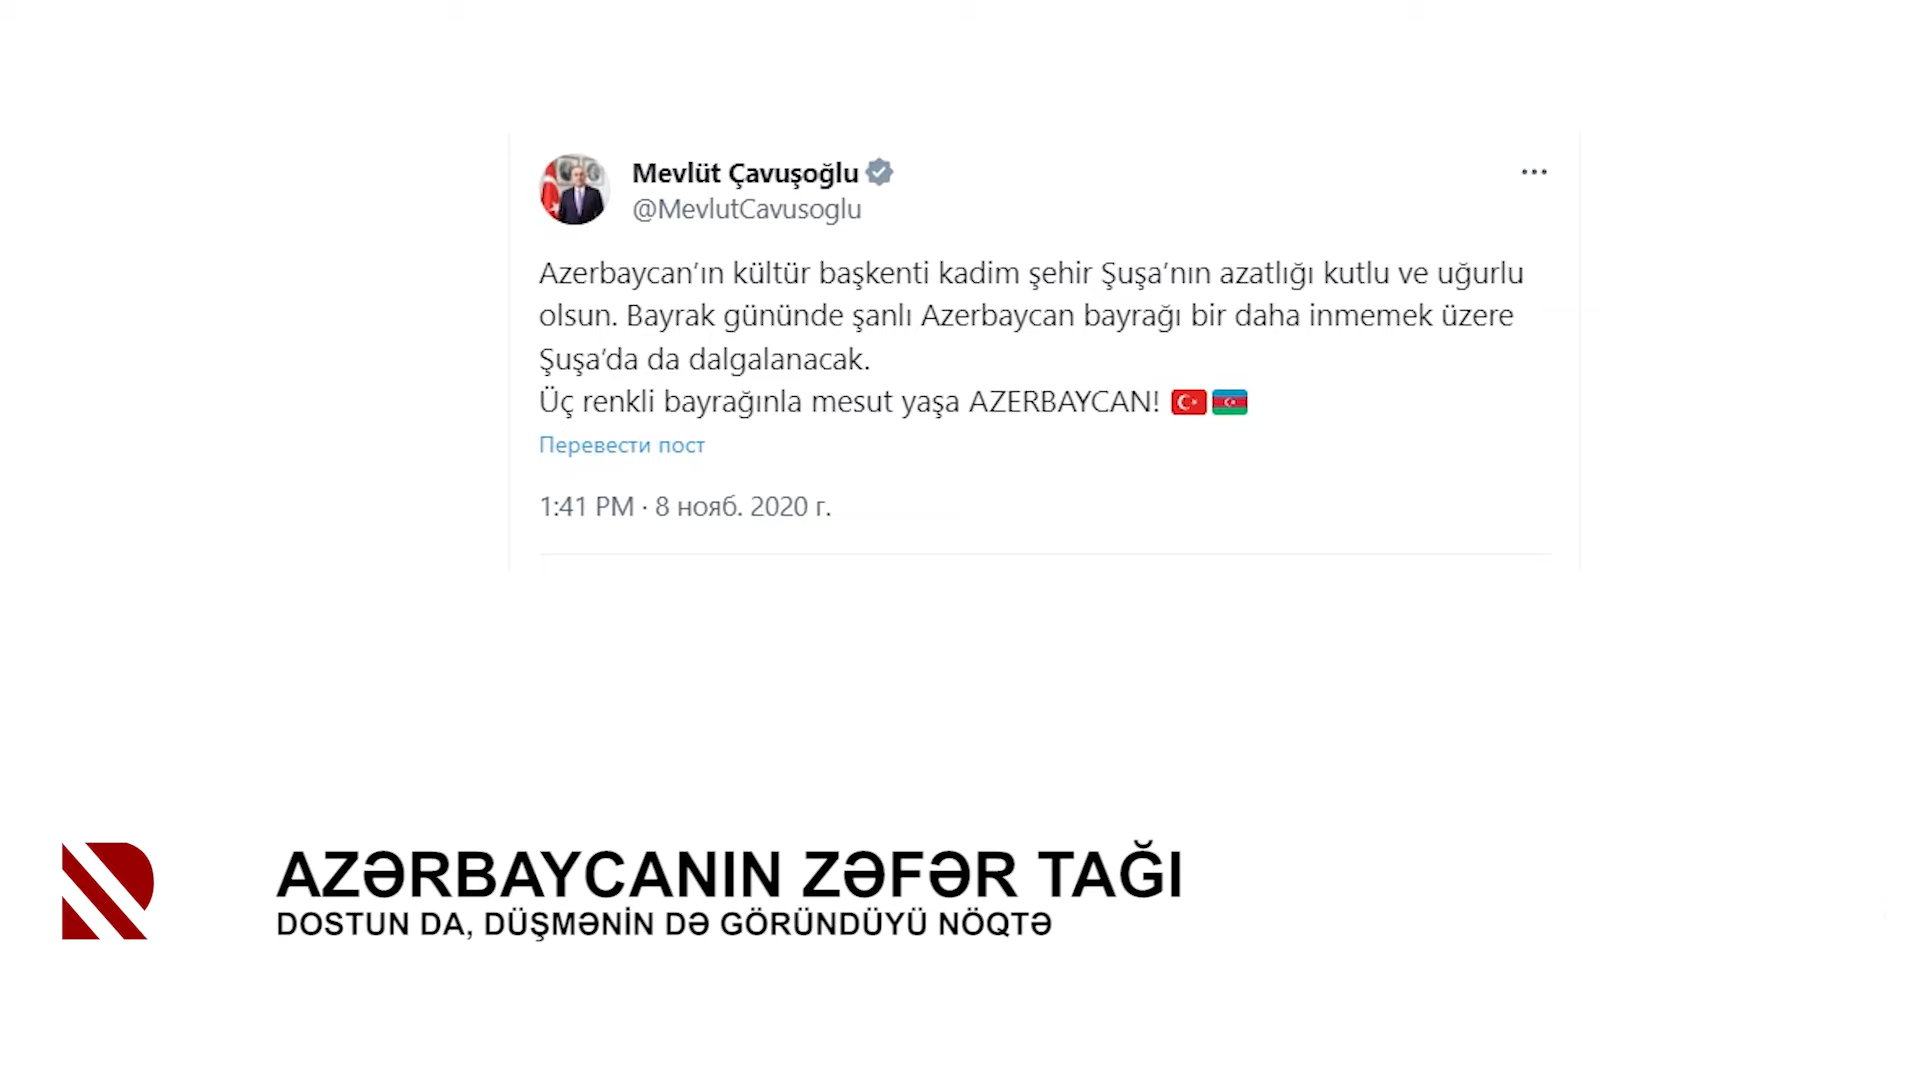 Mevlüt Çavuşoğlu
@MevlutCavusoglu
Azerbaycan’ın kültür başkenti kadim şehir Şuşa’nın azatlığı kutlu ve uğurlu
olsun. Bayrak gününde şanlı Azerbaycan bayrağı bir daha inmemek üzere
Şuşa’da da dalgalanacak.
Üç renkli bayrağınla mesut yaşa AZERBAYCAN! 🇹🇷🇦🇿
Перевести пост
1:41 PM · 8 нояб. 2020 г.
AZƏRBAYCANIN ZƏFƏR TAĞI
DOSTUN DA, DÜŞMƏNİN DƏ GÖRÜNDÜYÜ NÖQTƏ